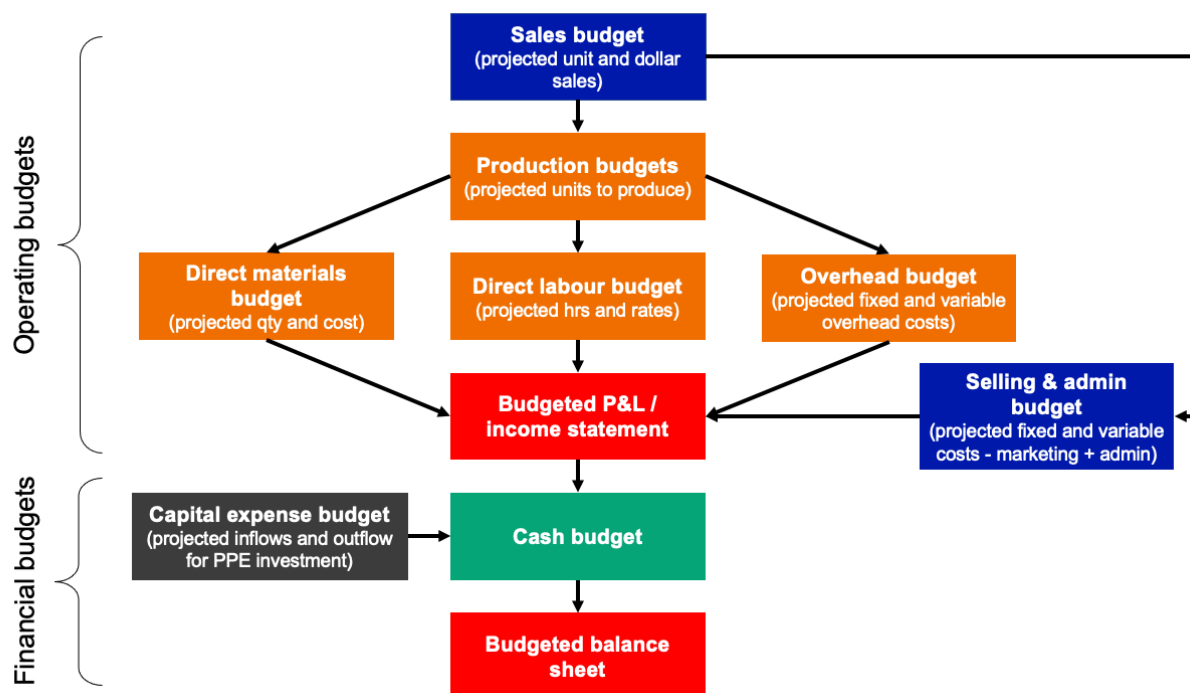 Operating budgets
Sales budget
(projected unit and dollar
sales)
Production budgets
(projected units to produce)
Direct materials
budget
(projected qty and cost)
Direct labour budget
(projected hrs and rates)
Overhead budget
(projected fixed and variable
overhead costs)
Budgeted P&L /
income statement
Selling & admin
budget
(projected fixed and variable
costs - marketing + admin)
Financial budgets
Capital expense budget
(projected inflows and outflow
for PPE investment)
Cash budget
Budgeted balance
sheet